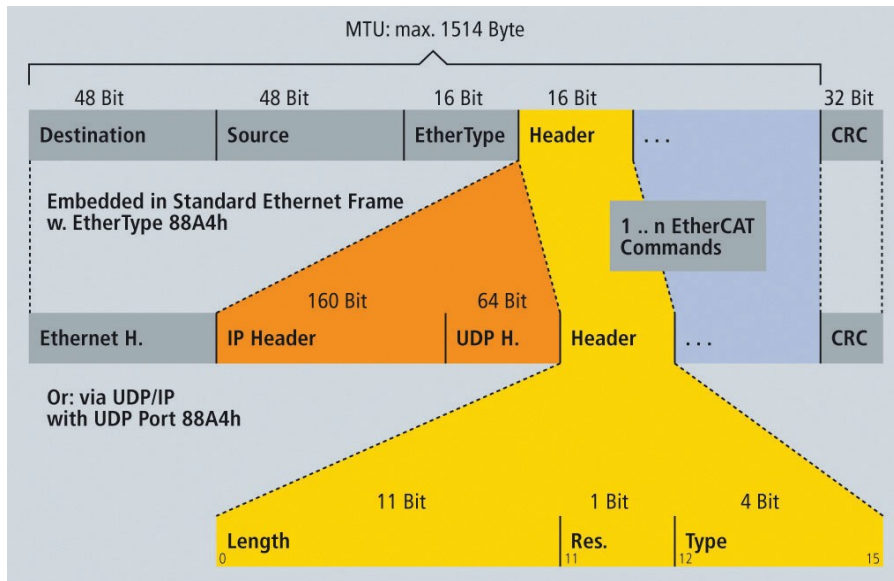 MTU: max. 1514 Byte
48 Bit 48 Bit 16 Bit 16 Bit 32 Bit
Destination Source EtherType Header ... CRC
Embedded in Standard Ethernet Frame
w. EtherType 88A4h
1 .. n EtherCAT
Commands
160 Bit 64 Bit
Ethernet H. IP Header UDP H. Header ... CRC
Or: via UDP/IP
with UDP Port 88A4h
11 Bit 1 Bit 4 Bit
Length Res. Type
0 11 12 15